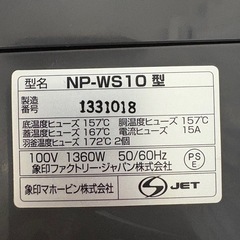 型名 NP-WS10 型
製造番号 1331018
底温度ヒューズ 157℃ 胴温度ヒューズ 157℃
蓋温度ヒューズ 167℃ 電流ヒューズ 15A
羽釜温度ヒューズ 172℃ 2個
100V 1360W 50/60Hz
象印ファクトリー・ジャパン株式会社
PS E
象印マホービン株式会社 JET